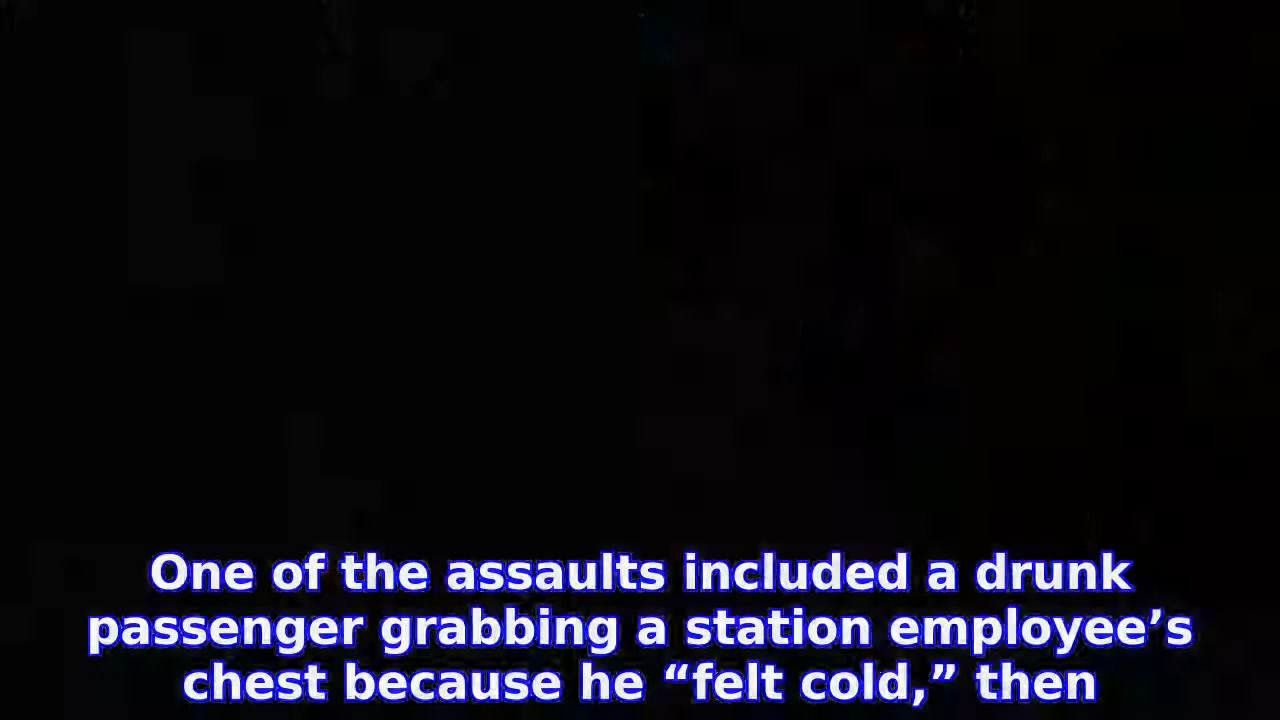 One of the assaults included a drunk
passenger grabbing a station employee’s
chest because he “felt cold,” then